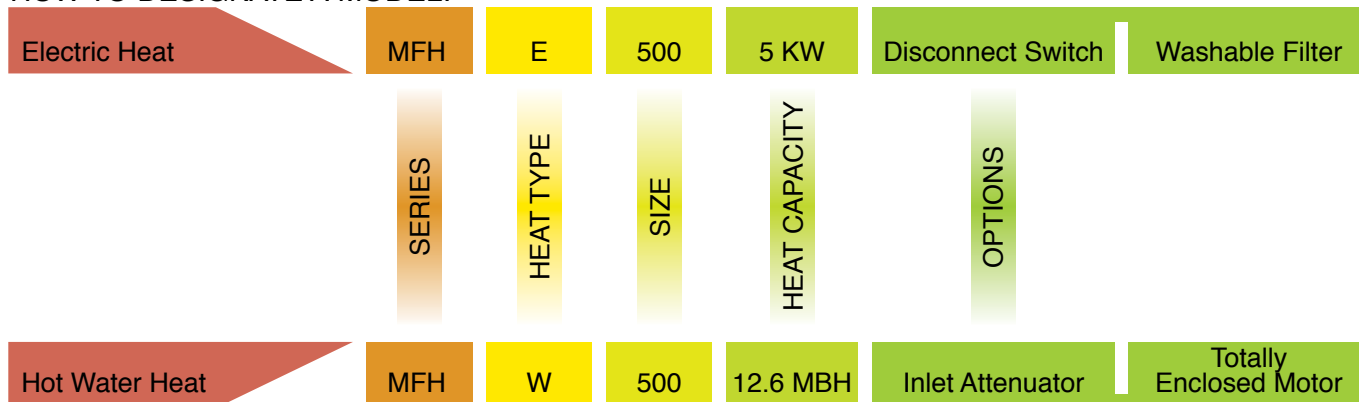 Electric Heat MFH E 500 5 KW Disconnect Switch Washable Filter
SERIES HEAT TYPE SIZE HEAT CAPACITY OPTIONS
Hot Water Heat MFH W 500 12.6 MBH Inlet Attenuator Totally
Enclosed Motor